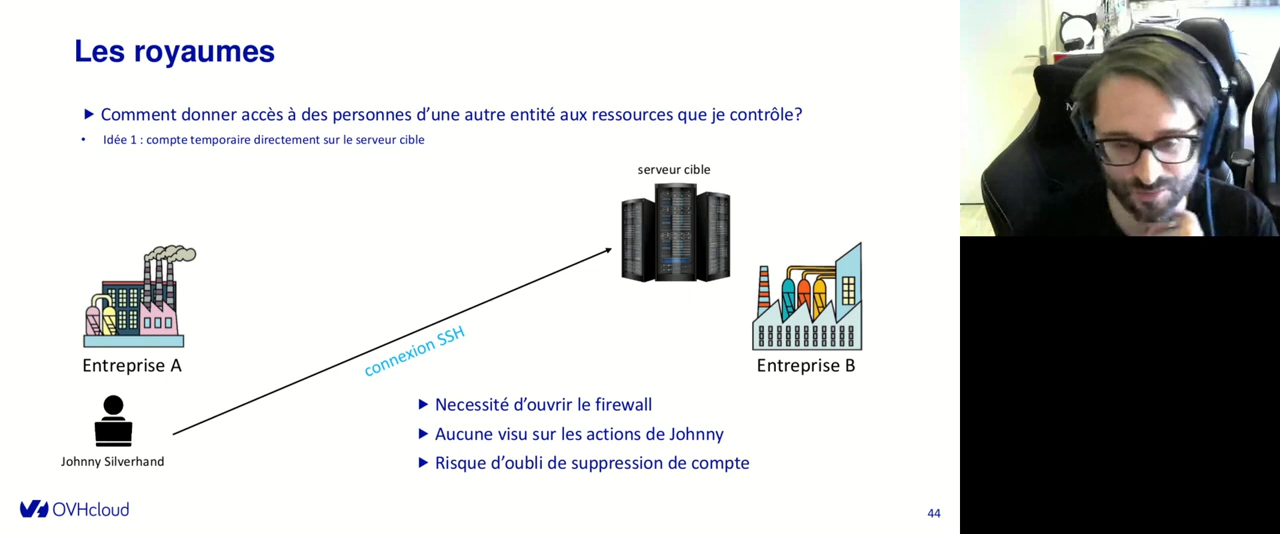 Les royaumes
Comment donner accès à des personnes d’une autre entité aux ressources que je contrôle?
Idée 1 : compte temporaire directement sur le serveur cible
serveur cible
connexion SSH
Entreprise A
Entreprise B
Johnny Silverhand
Necessité d’ouvrir le firewall
Aucune visu sur les actions de Johnny
Risque d’oubli de suppression de compte
OVHcloud
44